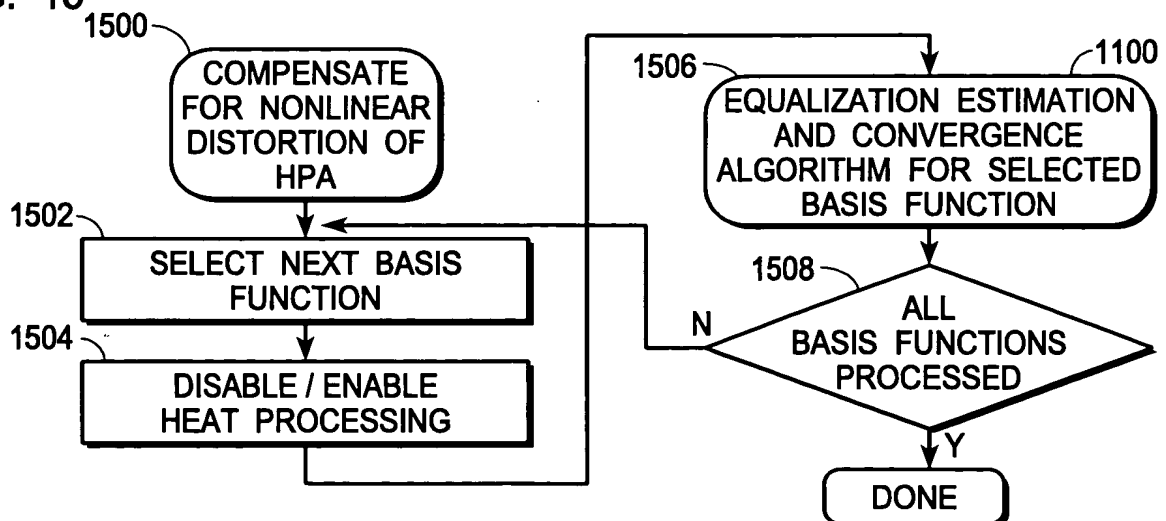 1500
COMPENSATE
FOR NONLINEAR
DISTORTION OF
HPA
1502
SELECT NEXT BASIS
FUNCTION
1504
DISABLE / ENABLE
HEAT PROCESSING
1506
1100
EQUALIZATION ESTIMATION
AND CONVERGENCE
ALGORITHM FOR SELECTED
BASIS FUNCTION
1508
ALL
BASIS FUNCTIONS
PROCESSED
N
Y
DONE